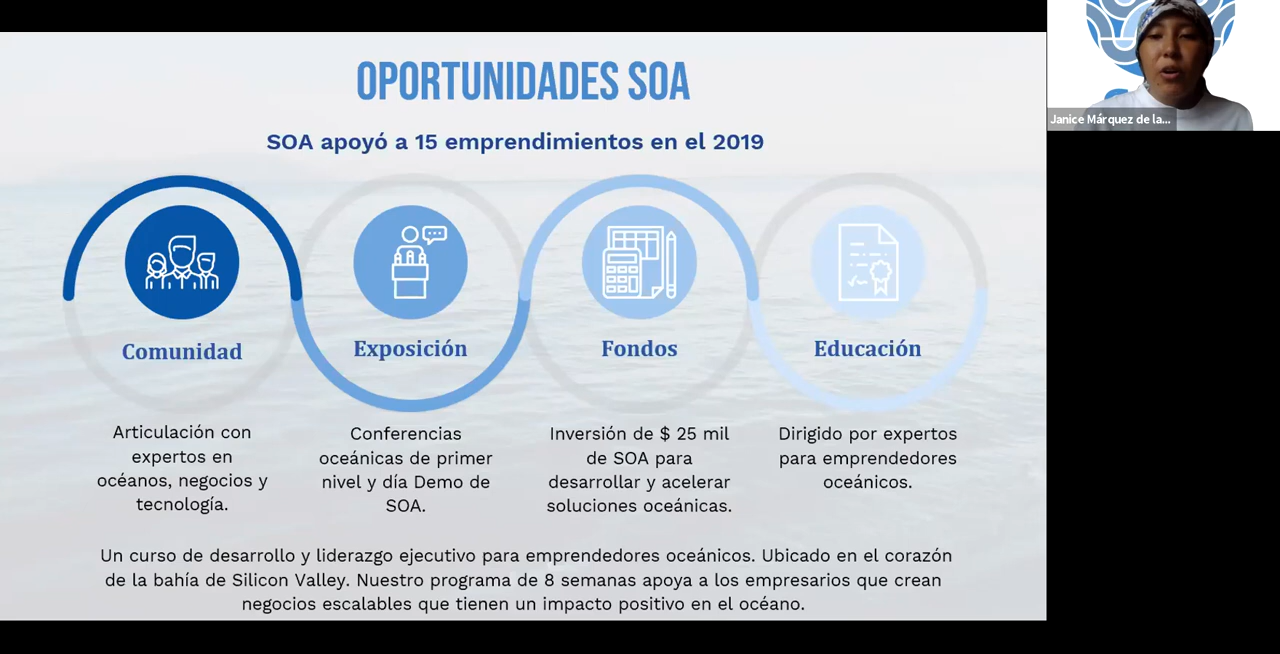 OPORTUNIDADES SOA
SOA apoyó a 15 emprendimientos en el 2019
Comunidad
Exposición
Fondos
Educación
Articulación con
expertos en
océanos, negocios y
tecnología.
Conferencias
oceánicas de primer
nivel y día Demo de
SOA.
Inversión de $ 25 mil
de SOA para
desarrollar y acelerar
soluciones oceánicas.
Dirigido por expertos
para emprendedores
oceánicos.
Un curso de desarrollo y liderazgo ejecutivo para emprendedores oceánicos. Ubicado en el corazón
de la bahía de Silicon Valley. Nuestro programa de 8 semanas apoya a los empresarios que crean
negocios escalables que tienen un impacto positivo en el océano.
Janice Márquez de la...